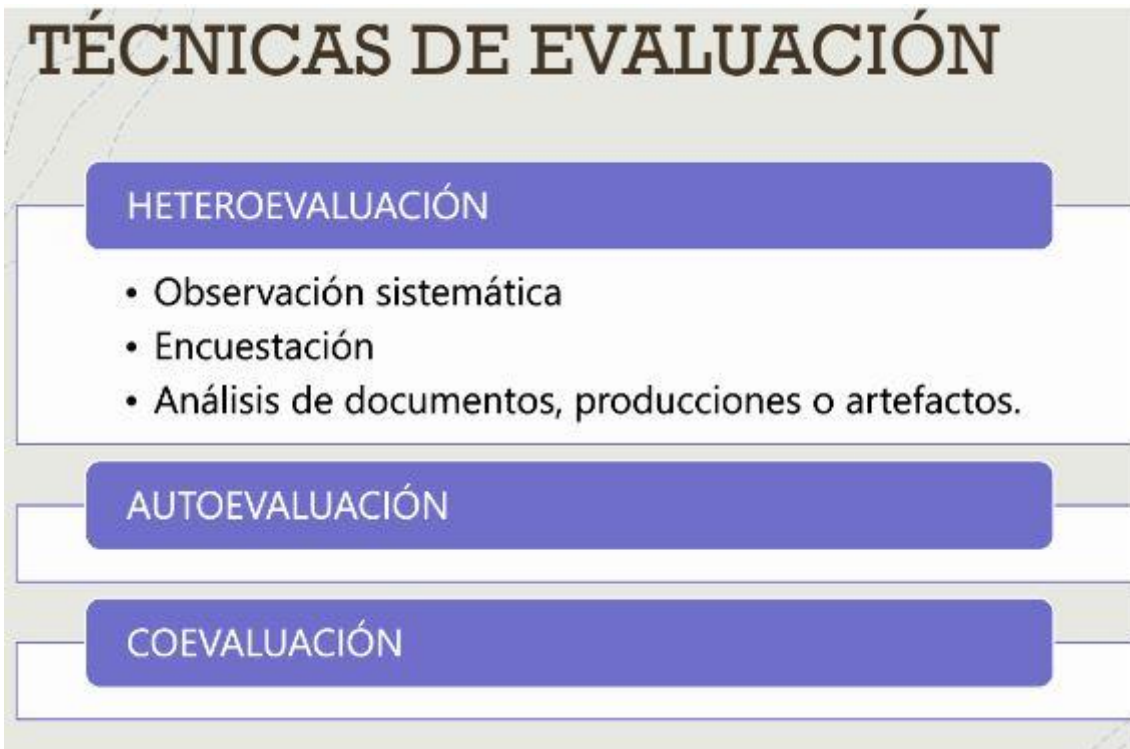 TÉCNICAS DE EVALUACIÓN
HETEROEVALUACIÓN
• Observación sistemática
• Encuestación
• Análisis de documentos, producciones o artefactos.
AUTOEVALUACIÓN
COEVALUACIÓN